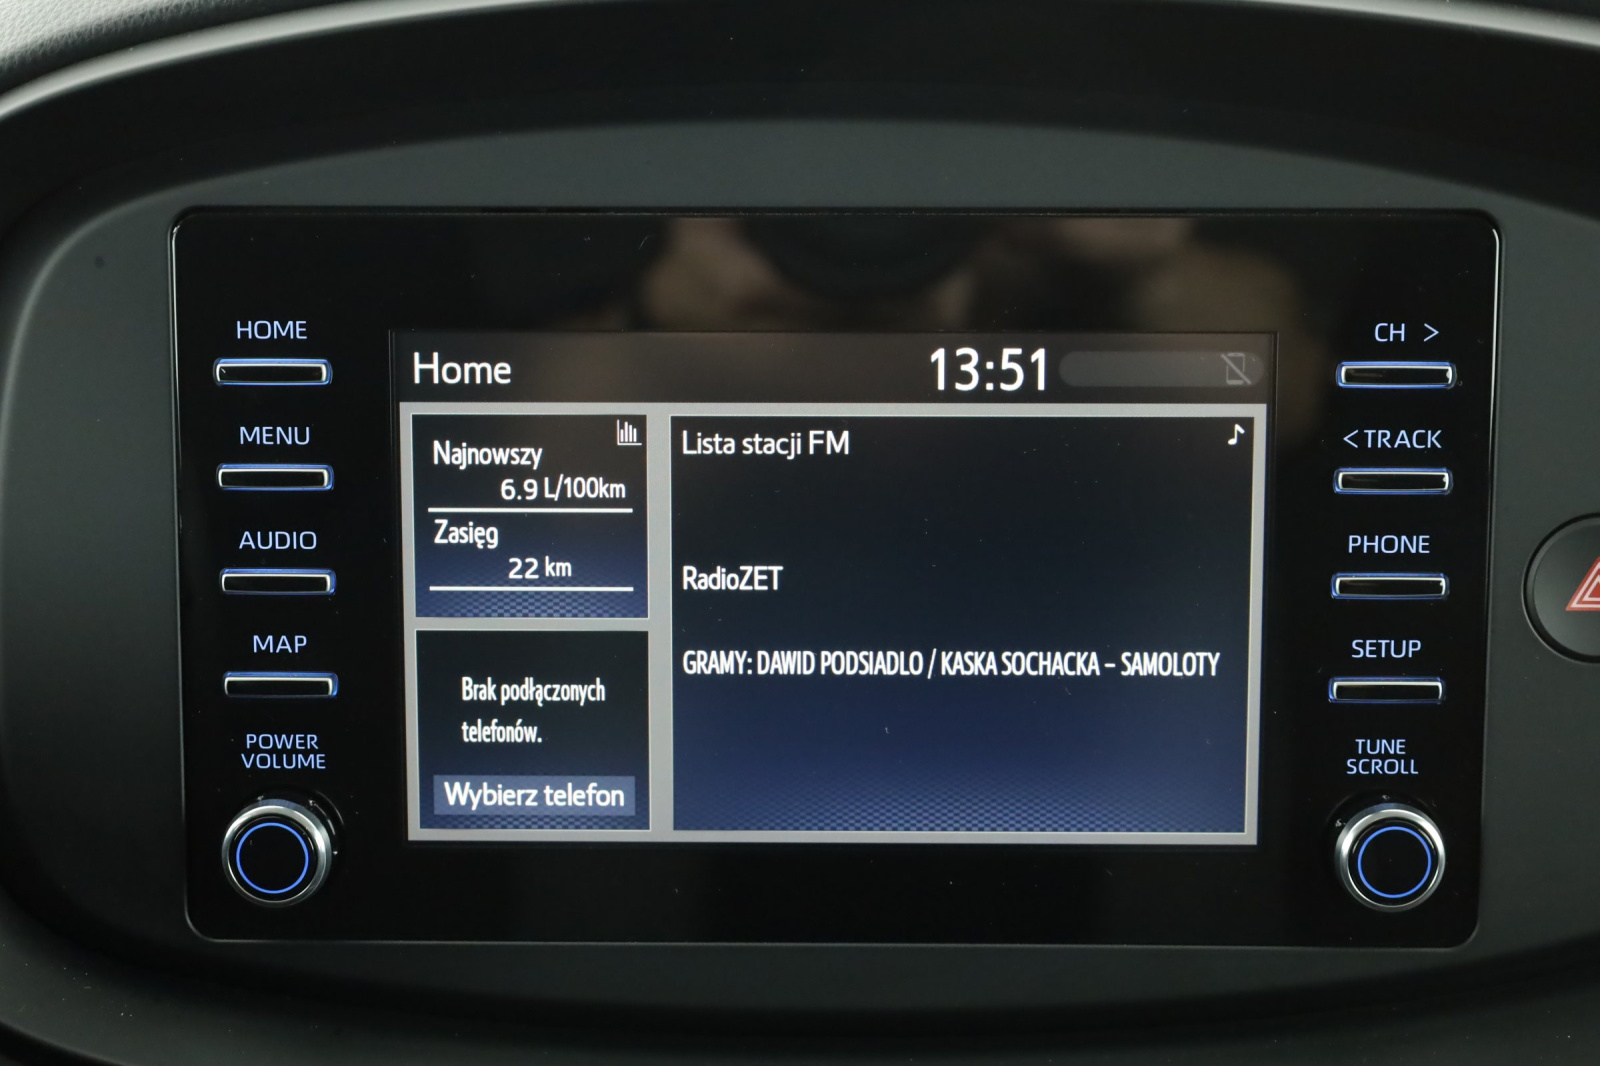 HOME
MENU
AUDIO
MAP
POWER
VOLUME
Home
13:51
Najnowszy
6.9 L/100km
Zasięg
22 km
Brak podłączonych
telefonów.
Wybierz telefon
Lista stacji FM
RadioZET
GRAMY: DAWID PODSIADLO / KASKA SOCHACKA – SAMOLOTY
CH >
<TRACK
PHONE
SETUP
TUNE
SCROLL